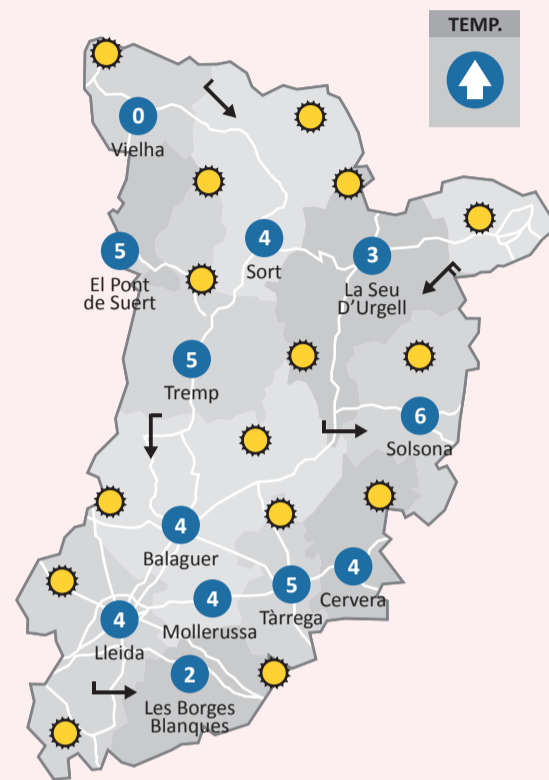 TEMP.
0
Vielha
4
Sort
5
El Pont
de Suert
3
La Seu
D'Urgell
5
Tremp
6
Solsona
4
Balaguer
4
Mollerussa
5
Tàrrega
4
Cervera
4
Lleida
2
Les Borges
Blanques